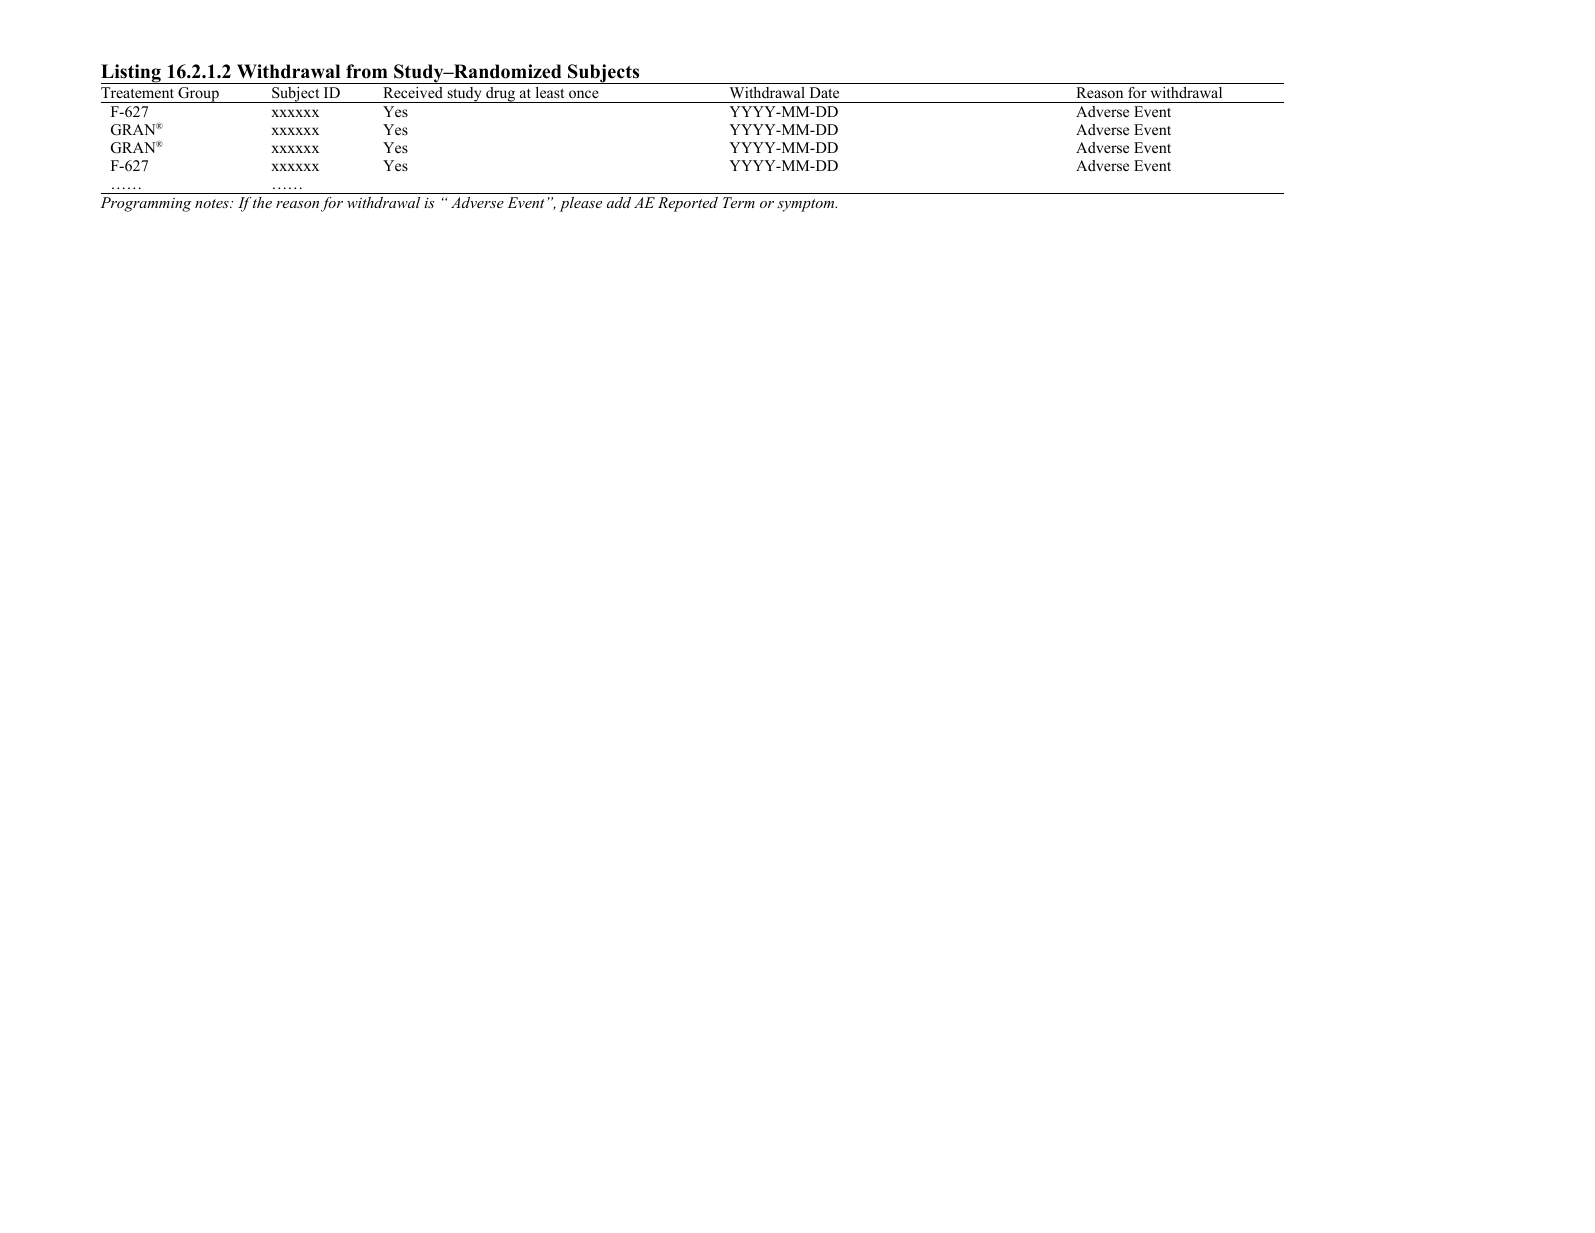 Listing 16.2.1.2 Withdrawal from Study–Randomized Subjects
Treatement Group Subject ID Received study drug at least once Withdrawal Date Reason for withdrawal
F-627 xxxxxx Yes YYYY-MM-DD Adverse Event
GRAN® xxxxxx Yes YYYY-MM-DD Adverse Event
GRAN® xxxxxx Yes YYYY-MM-DD Adverse Event
F-627 xxxxxx Yes YYYY-MM-DD Adverse Event
…… ……
Programming notes: If the reason for withdrawal is “ Adverse Event”, please add AE Reported Term or symptom.